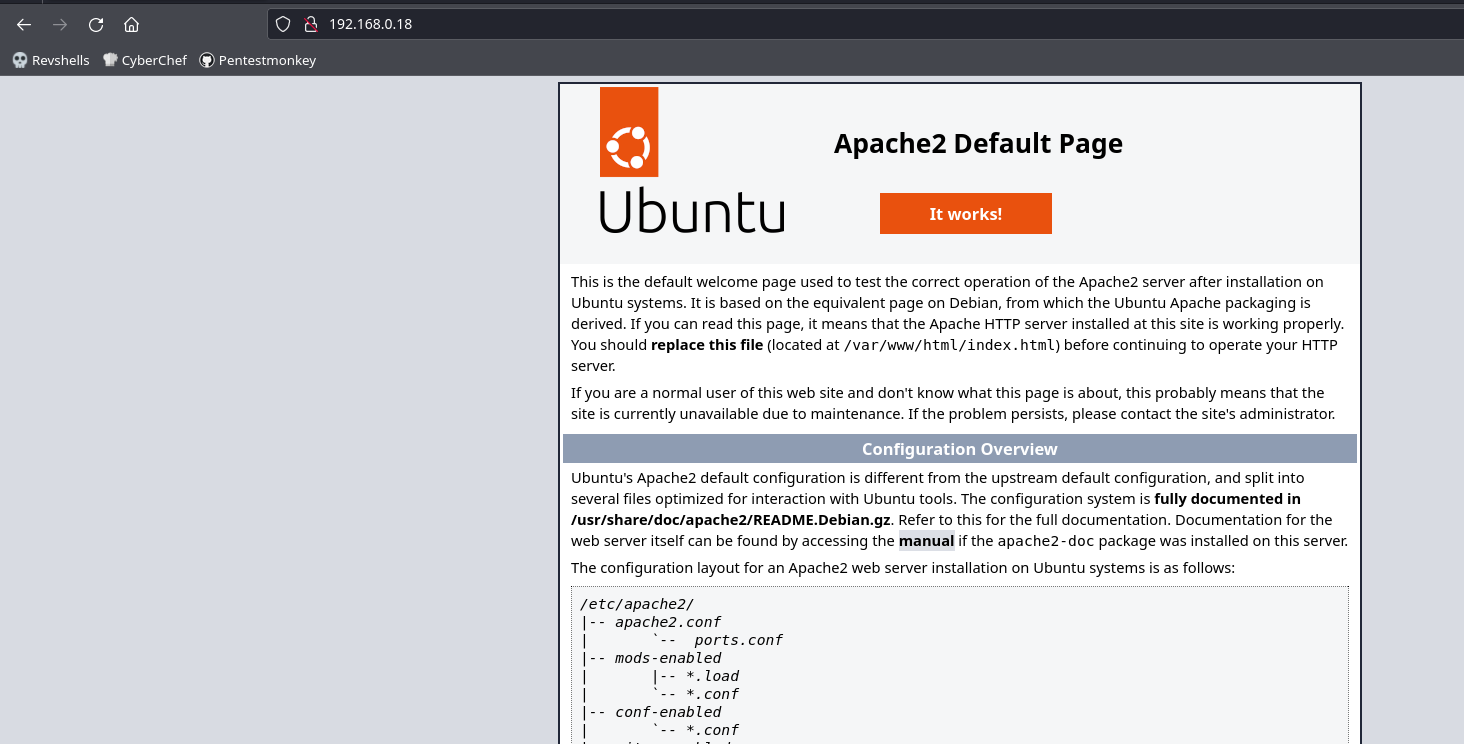 192.168.0.18
Revshells CyberChef Pentestmonkey
Ubuntu
Apache2 Default Page
It works!
This is the default welcome page used to test the correct operation of the Apache2 server after installation on
Ubuntu systems. It is based on the equivalent page on Debian, from which the Ubuntu Apache packaging is
derived. If you can read this page, it means that the Apache HTTP server installed at this site is working properly.
You should replace this file (located at /var/www/html/index.html) before continuing to operate your HTTP
server.
If you are a normal user of this web site and don't know what this page is about, this probably means that the
site is currently unavailable due to maintenance. If the problem persists, please contact the site's administrator.
Configuration Overview
Ubuntu's Apache2 default configuration is different from the upstream default configuration, and split into
several files optimized for interaction with Ubuntu tools. The configuration system is fully documented in
/usr/share/doc/apache2/README.Debian.gz. Refer to this for the full documentation. Documentation for the
web server itself can be found by accessing the manual if the apache2-doc package was installed on this server.
The configuration layout for an Apache2 web server installation on Ubuntu systems is as follows:
/etc/apache2/
|-- apache2.conf
|       `--  ports.conf
|-- mods-enabled
|       |-- *.load
|       `-- *.conf
|-- conf-enabled
|       `-- *.conf